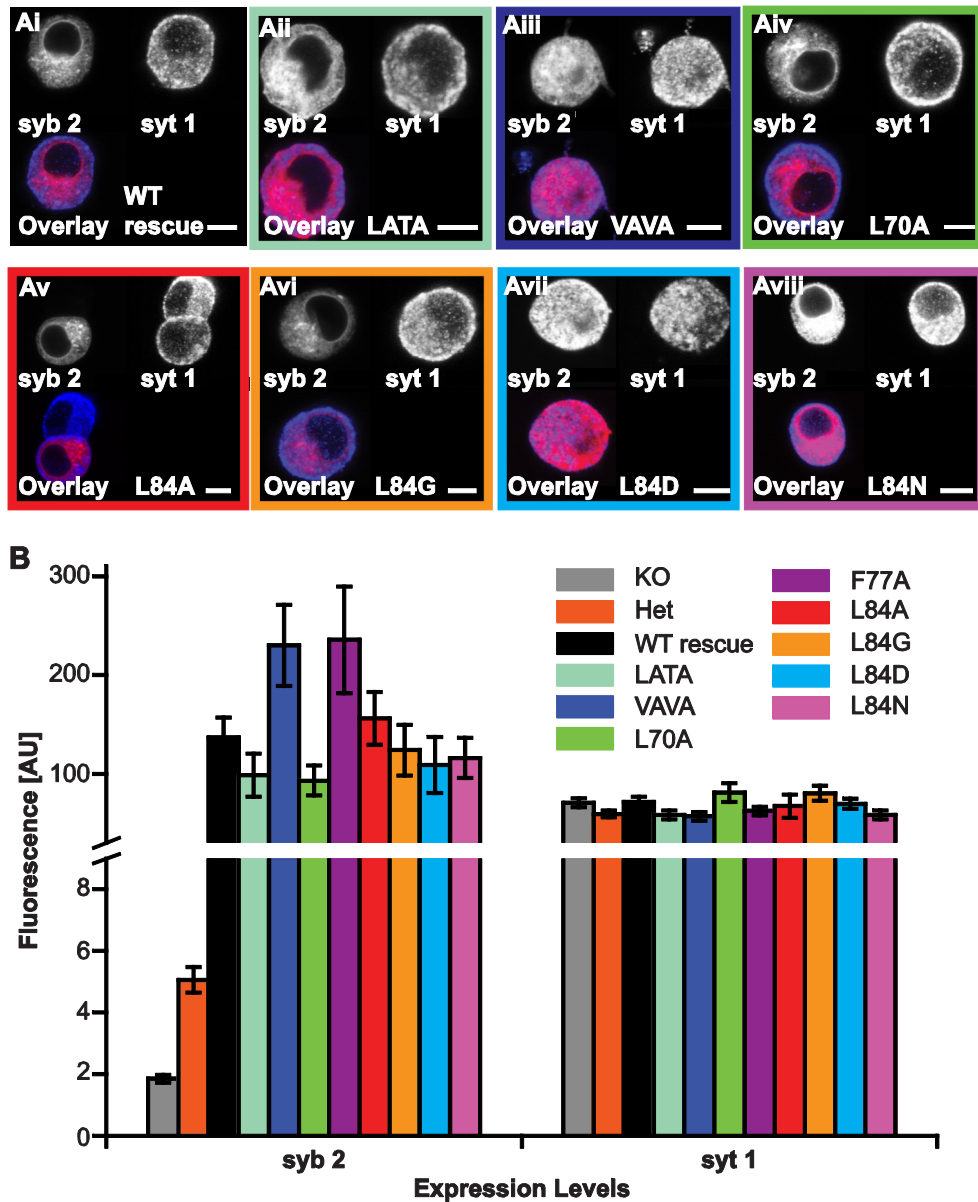 Ai
syb 2 syt 1
Overlay WT rescue
Aii
syb 2 syt 1
Overlay LATA
Aiii
syb 2 syt 1
Overlay VAVA
Aiv
syb 2 syt 1
Overlay L70A
Av
syb 2 syt 1
Overlay L84A
Avi
syb 2 syt 1
Overlay L84G
Avii
syb 2 syt 1
Overlay L84D
Aviii
syb 2 syt 1
Overlay L84N
B
Fluorescence [AU]
300
200
100
8
6
4
2
0
KO
Het
WT rescue
LATA
VAVA
L70A
F77A
L84A
L84G
L84D
L84N
syb 2 syt 1
Expression Levels